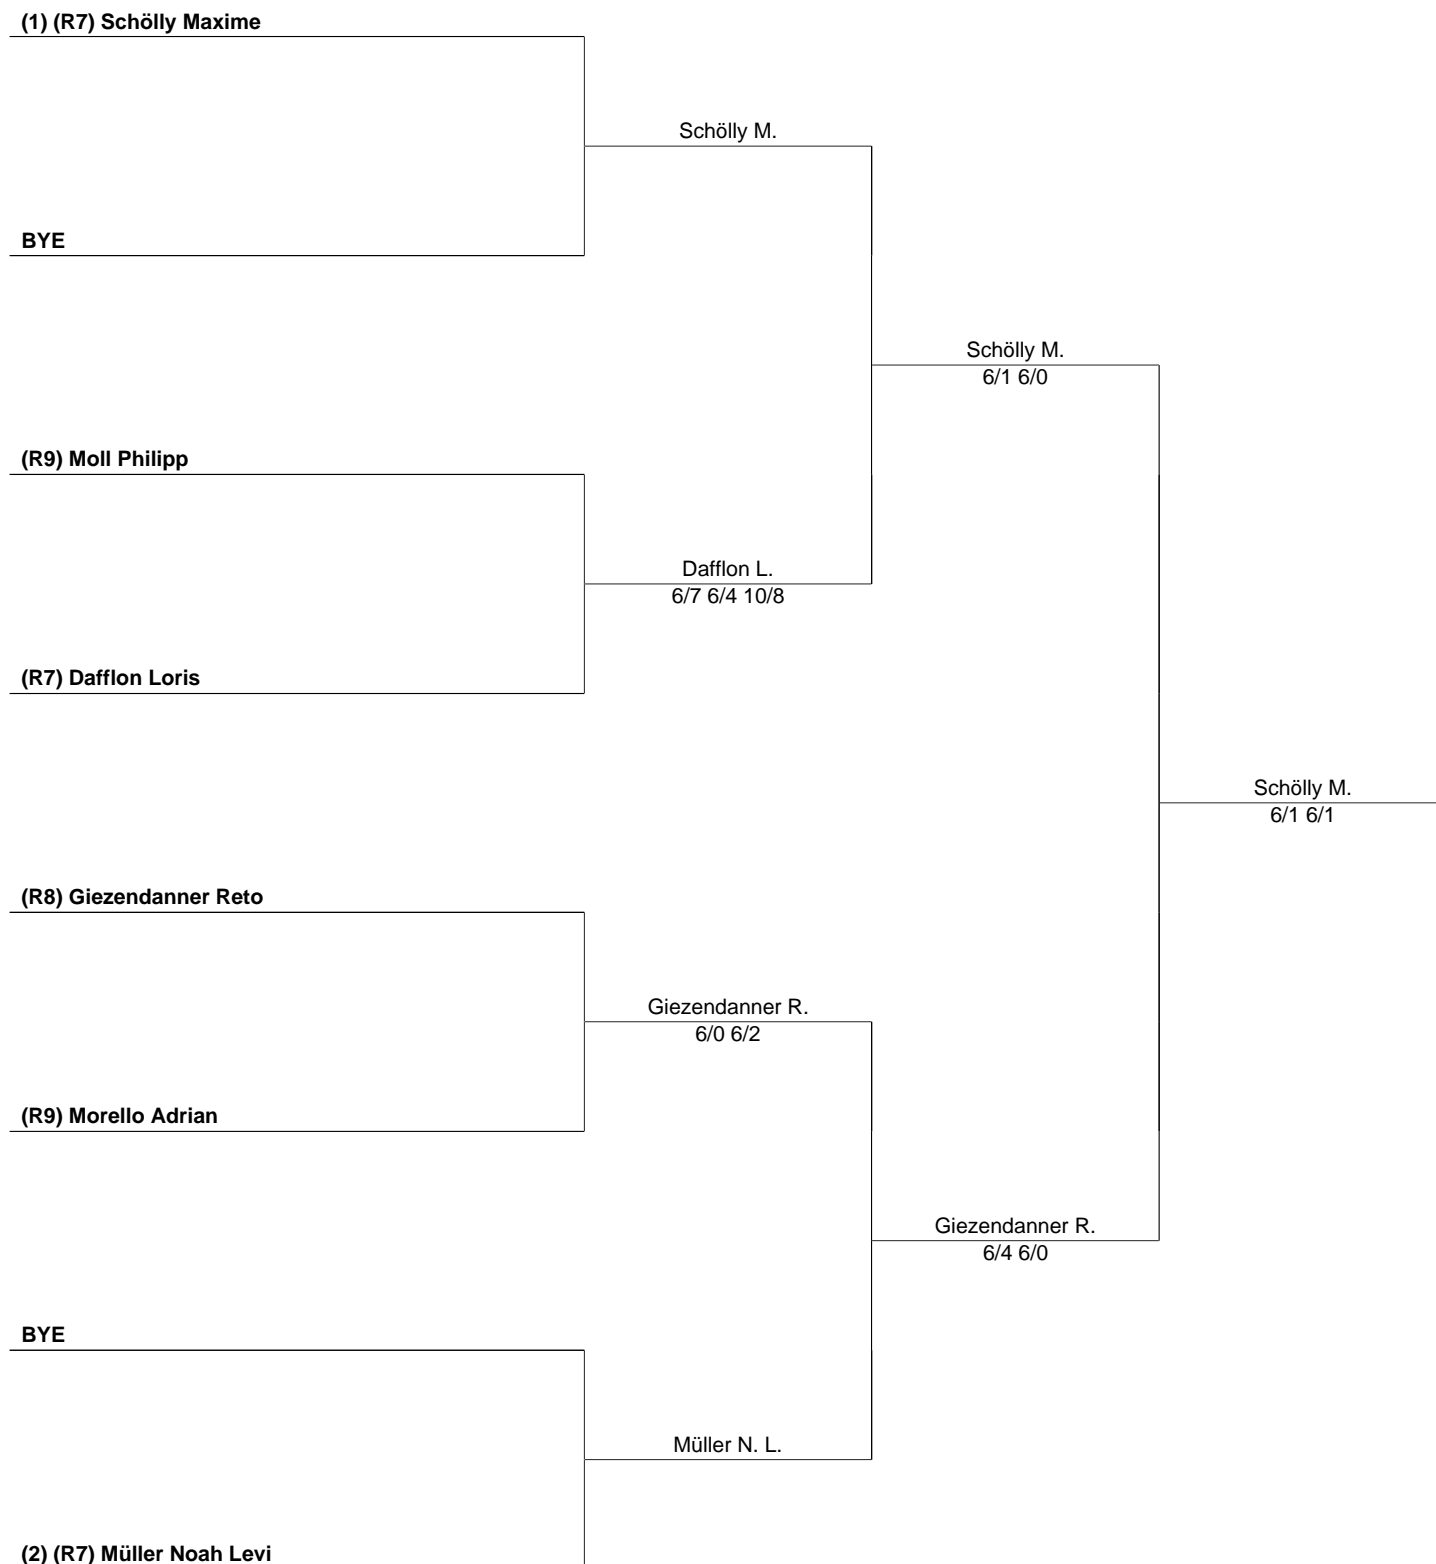 (1) (R7) Schölly Maxime
Schölly M.
BYE
Schölly M.
6/1 6/0
(R9) Moll Philipp
Dafflon L.
6/7 6/4 10/8
(R7) Dafflon Loris
Schölly M.
6/1 6/1
(R8) Giezendanner Reto
Giezendanner R.
6/0 6/2
(R9) Morello Adrian
Giezendanner R.
6/4 6/0
BYE
Müller N. L.
(2) (R7) Müller Noah Levi